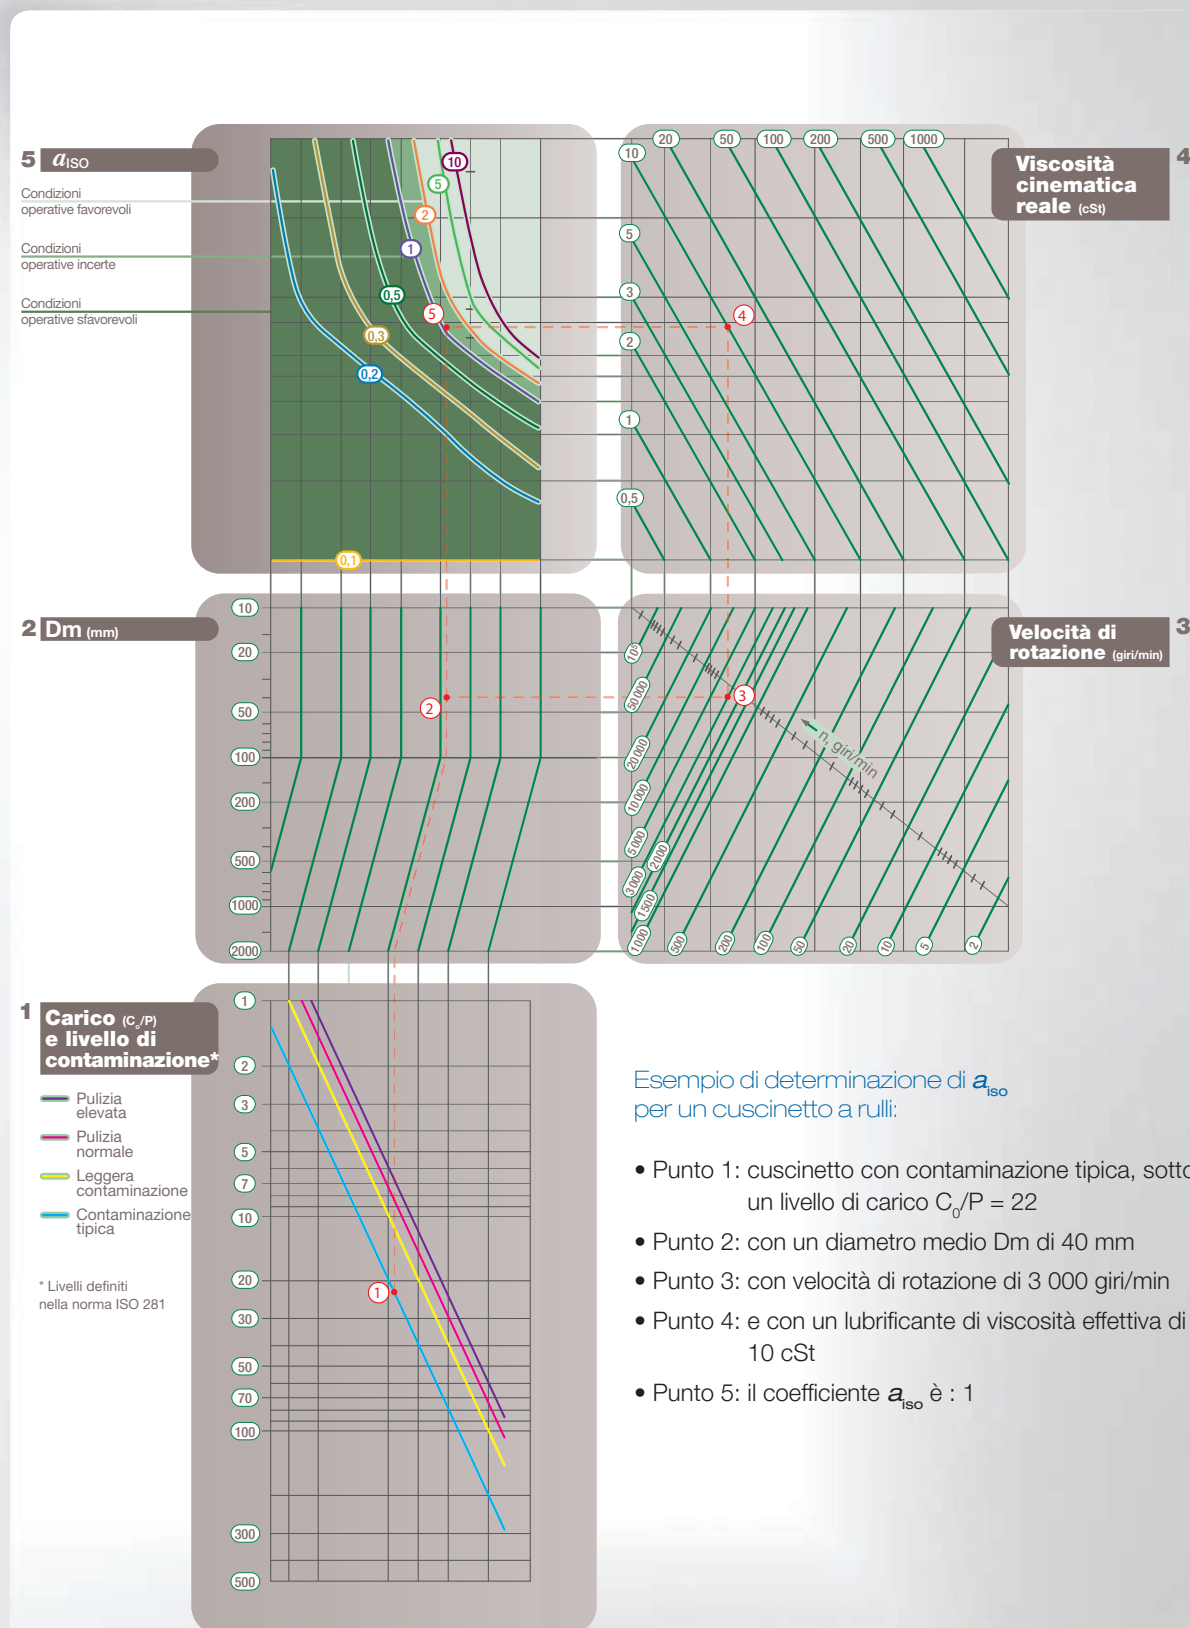 5 aISO
Condizioni
operative favorevoli
Condizioni
operative incerte
Condizioni
operative sfavorevoli
10
5
2
1
0.5
0.3
0,2
0,1
5
20
50
100
200
500
1000
10
5
3
2
1
0,5
4
Viscosità
cinematica
reale (cSt)
4
2 Dm (mm)
10
20
50
100
200
500
1000
2000
2
Velocità di
rotazione (giri/min)
3
10⁵
50 000
20 000
10 000
5 000
3 000
2 000
1500
1000
500
200
100
50
20
10
5
2
n, giri/min
3
1 Carico (C₀/P)
e livello di
contaminazione*
Pulizia
elevata
Pulizia
normale
Leggera
contaminazione
Contaminazione
tipica
* Livelli definiti
nella norma ISO 281
1
2
3
5
7
10
20
30
50
70
100
300
500
1
Esempio di determinazione di aiso
per un cuscinetto a rulli:
• Punto 1: cuscinetto con contaminazione tipica, sotto
un livello di carico C₀/P = 22
• Punto 2: con un diametro medio Dm di 40 mm
• Punto 3: con velocità di rotazione di 3 000 giri/min
• Punto 4: e con un lubrificante di viscosità effettiva di
10 cSt
• Punto 5: il coefficiente aiso è : 1